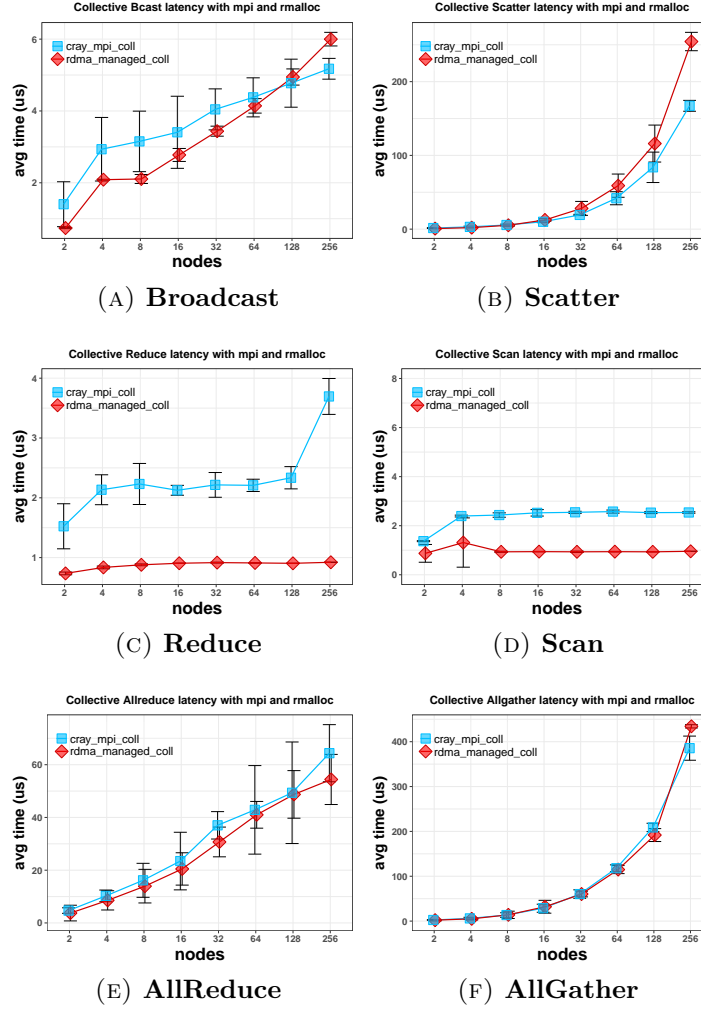 Collective Bcast latency with mpi and rmalloc
cray_mpi_coll
rdma_managed_coll
avg time (us)
6
4
2
2 4 8 16 32 64 128 256
nodes
(A) Broadcast
Collective Scatter latency with mpi and rmalloc
cray_mpi_coll
rdma_managed_coll
avg time (us)
200
100
50
0
2 4 8 16 32 64 128 256
nodes
(B) Scatter
Collective Reduce latency with mpi and rmalloc
cray_mpi_coll
rdma_managed_coll
avg time (us)
4
3
2
1
2 4 8 16 32 64 128 256
nodes
(C) Reduce
Collective Scan latency with mpi and rmalloc
cray_mpi_coll
rdma_managed_coll
avg time (us)
8
6
4
2
0
2 4 8 16 32 64 128 256
nodes
(D) Scan
Collective Allreduce latency with mpi and rmalloc
cray_mpi_coll
rdma_managed_coll
avg time (us)
60
40
20
0
2 4 8 16 32 64 128 256
nodes
(E) AllReduce
Collective Allgather latency with mpi and rmalloc
cray_mpi_coll
rdma_managed_coll
avg time (us)
400
300
200
100
0
2 4 8 16 32 64 128 256
nodes
(F) AllGather